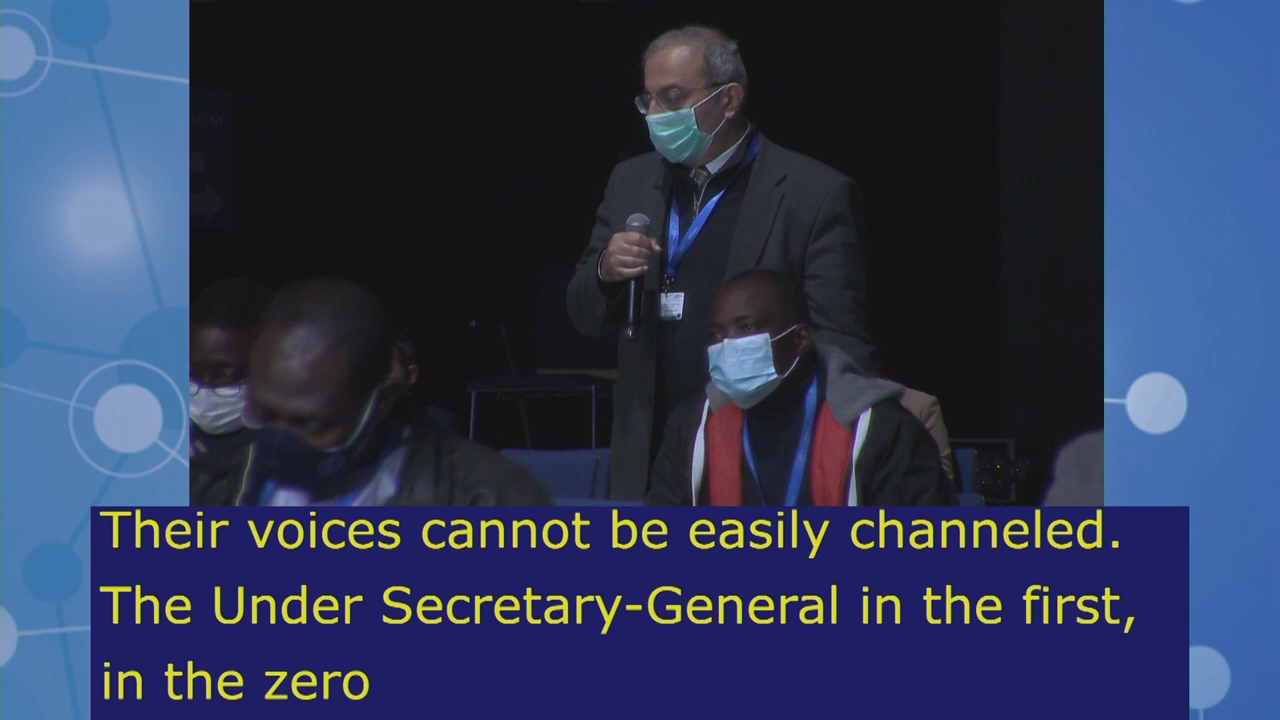 Their voices cannot be easily channeled.
The Under Secretary-General in the first,
in the zero